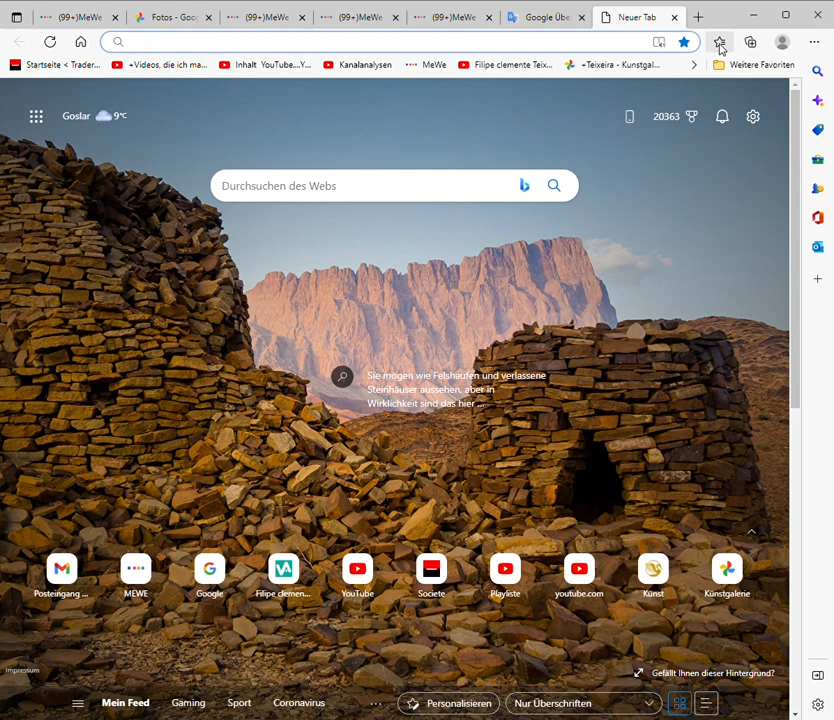 (99+)MeWe
Fotos - Goog
(99+)MeWe
(99+)MeWe
(99+)MeWe
Google Übe
Neuer Tab
Startseite < Trader...
+Videos, die ich ma...
Inhalt YouTube...Y...
Kanalanalysen
MeWe
Filipe clemente Teix...
+Teixeira - Kunstgal...
Weitere Favoriten
Goslar
9°C
20363
Durchsuchen des Webs
Sie mögen wie Felshaufen und verlassene
Steinhäuser aussehen, aber in
Wirklichkeit sind das hier ...
Posteingang ...
MEWE
Google
Filipe clemen...
YouTube
Societe
Playliste
youtube.com
Kunst
Kunstgalerie
Impressum
Gefällt Ihnen dieser Hintergrund?
Mein Feed
Gaming
Sport
Coronavirus
...
Personalisieren
Nur Überschriften